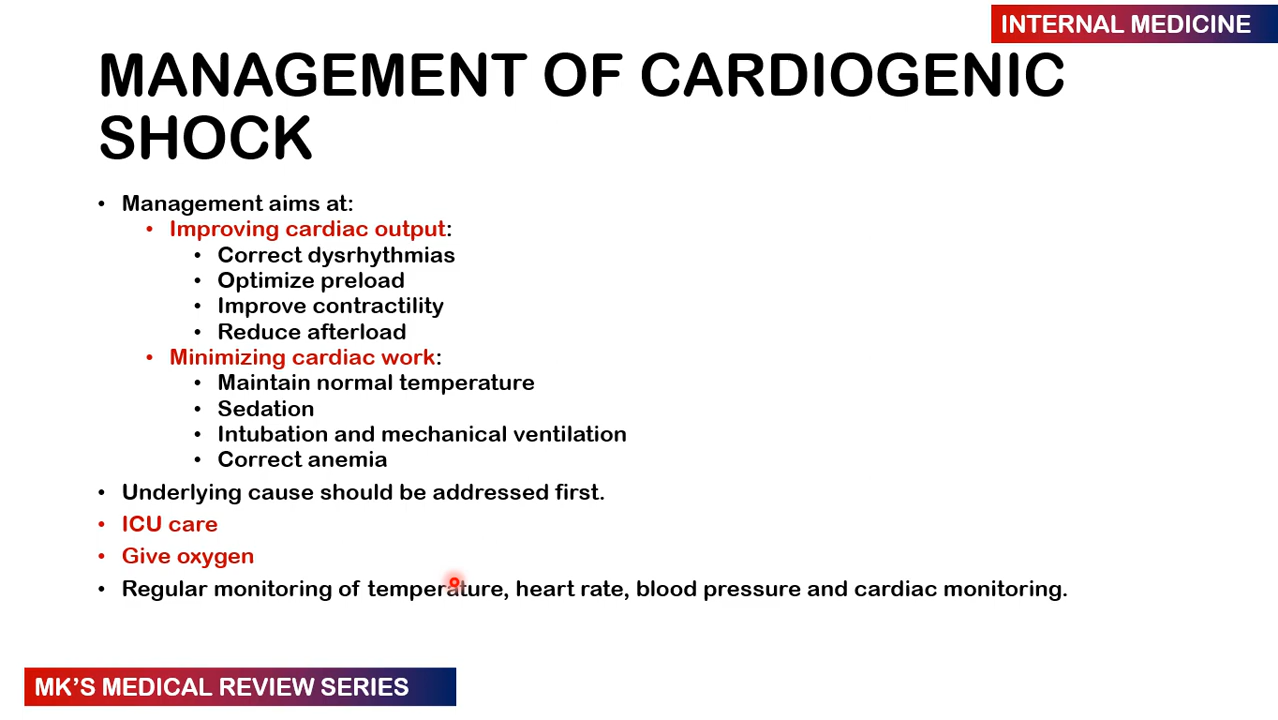 INTERNAL MEDICINE
MANAGEMENT OF CARDIOGENIC
SHOCK
• Management aims at:
• Improving cardiac output:
• Correct dysrhythmias
• Optimize preload
• Improve contractility
• Reduce afterload
• Minimizing cardiac work:
• Maintain normal temperature
• Sedation
• Intubation and mechanical ventilation
• Correct anemia
• Underlying cause should be addressed first.
• ICU care
• Give oxygen
• Regular monitoring of temperature, heart rate, blood pressure and cardiac monitoring.
MK’S MEDICAL REVIEW SERIES